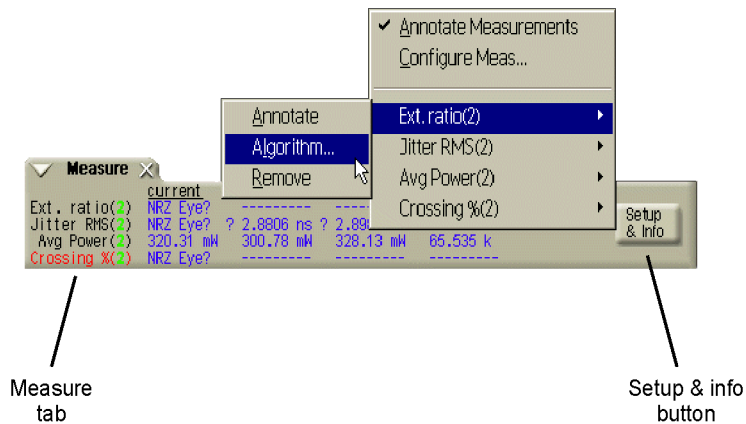 ✔ Annotate Measurements
Configure Meas...
Ext. ratio(2)
Jitter RMS(2)
Avg Power(2)
Crossing %(2)
Annotate
Algorithm...
Remove
Measure
current
Ext. ratio(2) NRZ Eye? --------- ----
Jitter RMS(2) NRZ Eye? ? 2.8806 ns ? 2.89
Avg Power(2) 320.31 mW 300.78 mW 328.13 mW 65.535 k
Crossing %(2) NRZ Eye? --------- --------- ---------
Setup
& Info
Measure
tab
Setup & info
button